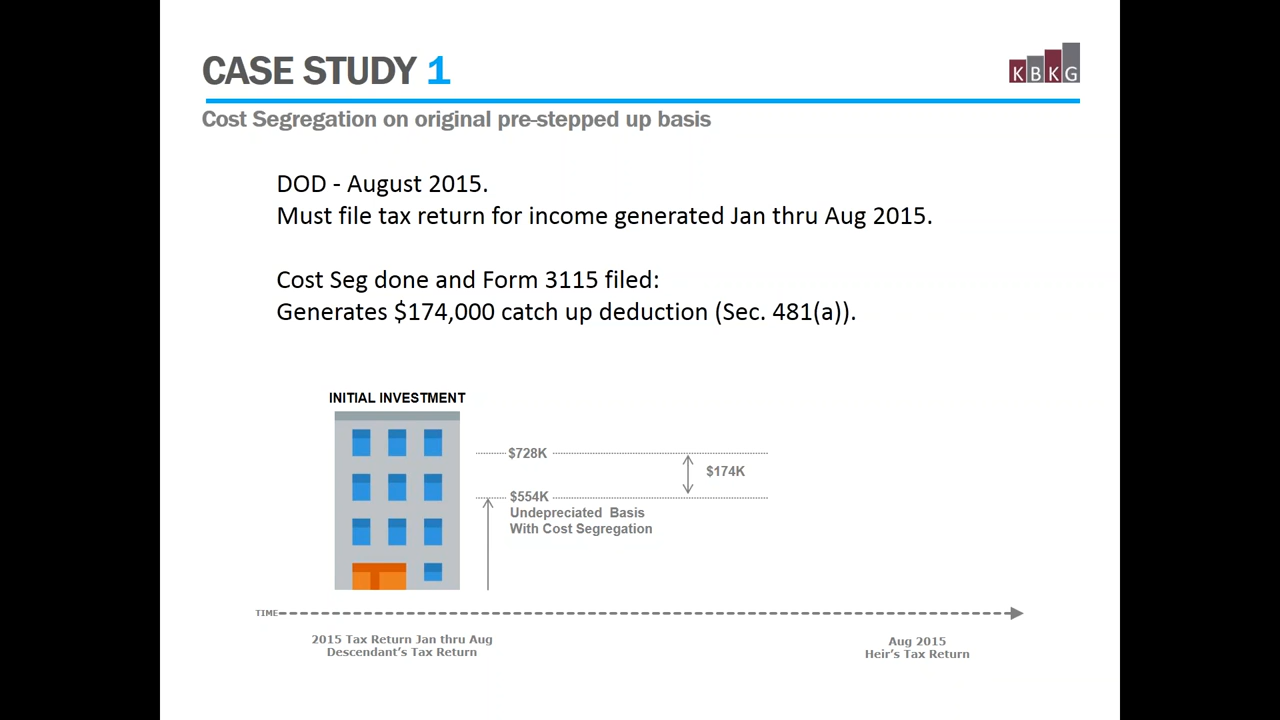 CASE STUDY 1
KBKG
Cost Segregation on original pre-stepped up basis
DOD - August 2015.
Must file tax return for income generated Jan thru Aug 2015.
Cost Seg done and Form 3115 filed:
Generates $174,000 catch up deduction (Sec. 481(a)).
INITIAL INVESTMENT
$728K
$174K
$554K
Undepreciated Basis
With Cost Segregation
TIME
2015 Tax Return Jan thru Aug
Descendant's Tax Return
Aug 2015
Heir's Tax Return